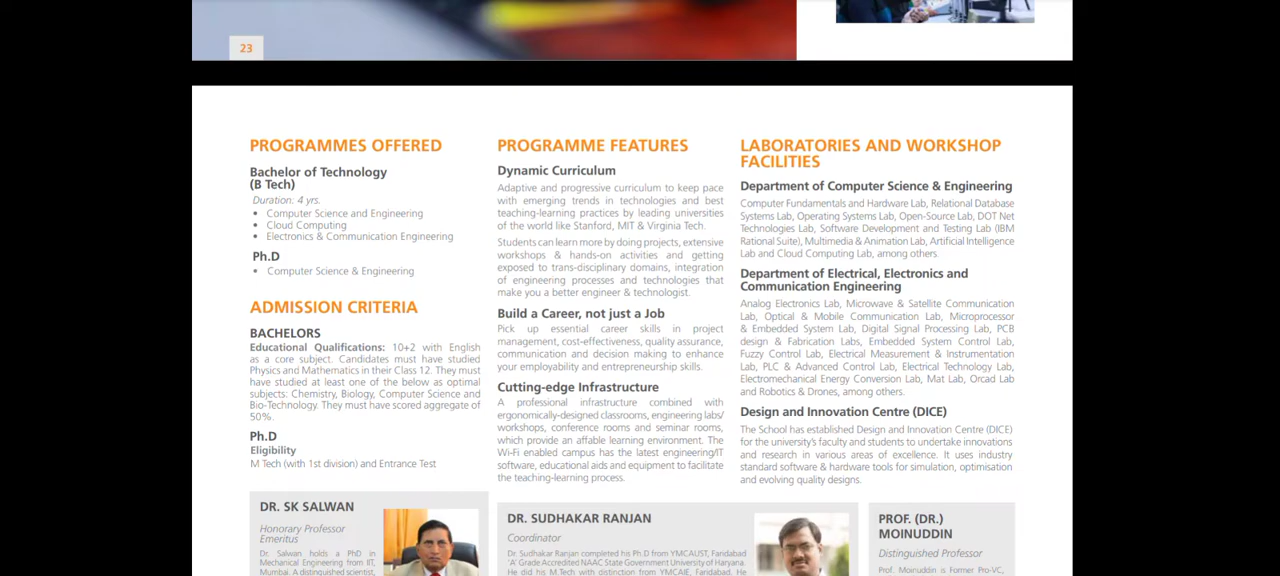 23
PROGRAMMES OFFERED
Bachelor of Technology
(B Tech)
Duration: 4 yrs.
• Computer Science and Engineering
• Cloud Computing
• Electronics & Communication Engineering
Ph.D
• Computer Science & Engineering
ADMISSION CRITERIA
BACHELORS
Educational Qualifications: 10+2 with English
as a core subject. Candidates must have studied
Physics and Mathematics in their Class 12. They must
have studied at least one of the below as optimal
subjects: Chemistry, Biology, Computer Science and
Bio-Technology. They must have scored aggregate of
50%.
Ph.D
Eligibility
M Tech (with 1st division) and Entrance Test
PROGRAMME FEATURES
Dynamic Curriculum
Adaptive and progressive curriculum to keep pace
with emerging trends in technologies and best
teaching-learning practices by leading universities
of the world like Stanford, MIT & Virginia Tech.
Students can learn more by doing projects, extensive
workshops & hands-on activities and getting
exposed to trans-disciplinary domains, integration
of engineering processes and technologies that
make you a better engineer & technologist.
Build a Career, not just a Job
Pick up essential career skills in project
management, cost-effectiveness, quality assurance,
communication and decision making to enhance
your employability and entrepreneurship skills.
Cutting-edge Infrastructure
A professional infrastructure combined with
ergonomically-designed classrooms, engineering labs/
workshops, conference rooms and seminar rooms,
which provide an affable learning environment. The
Wi-Fi enabled campus has the latest engineering/IT
software, educational aids and equipment to facilitate
the teaching-learning process.
LABORATORIES AND WORKSHOP
FACILITIES
Department of Computer Science & Engineering
Computer Fundamentals and Hardware Lab, Relational Database
Systems Lab, Operating Systems Lab, Open-Source Lab, DOT Net
Technologies Lab, Software Development and Testing Lab (IBM
Rational Suite), Multimedia & Animation Lab, Artificial Intelligence
Lab and Cloud Computing Lab, among others.
Department of Electrical, Electronics and
Communication Engineering
Analog Electronics Lab, Microwave & Satellite Communication
Lab, Optical & Mobile Communication Lab, Microprocessor
& Embedded System Lab, Digital Signal Processing Lab, PCB
design & Fabrication Labs, Embedded System Control Lab,
Fuzzy Control Lab, Electrical Measurement & Instrumentation
Lab, PLC & Advanced Control Lab, Electrical Technology Lab,
Electromechanical Energy Conversion Lab, Mat Lab, Orcad Lab
and Robotics & Drones, among others.
Design and Innovation Centre (DICE)
The School has established Design and Innovation Centre (DICE)
for the university's faculty and students to undertake innovations
and research in various areas of excellence. It uses industry
standard software & hardware tools for simulation, optimisation
and evolving quality designs.
DR. SK SALWAN
Honorary Professor
Emeritus
Dr. Salwan holds a PhD in
Mechanical Engineering from IIT,
Mumbai. A distinguished scientist,
DR. SUDHAKAR RANJAN
Coordinator
Dr. Sudhakar Ranjan completed his Ph.D from YMCAUST, Faridabad
'A' Grade Accredited NAAC State Government University of Haryana.
He did his M.Tech with distinction from YMCAIE, Faridabad. He
PROF. (DR.)
MOINUDDIN
Distinguished Professor
Prof. Moinuddin is Former Pro-VC,